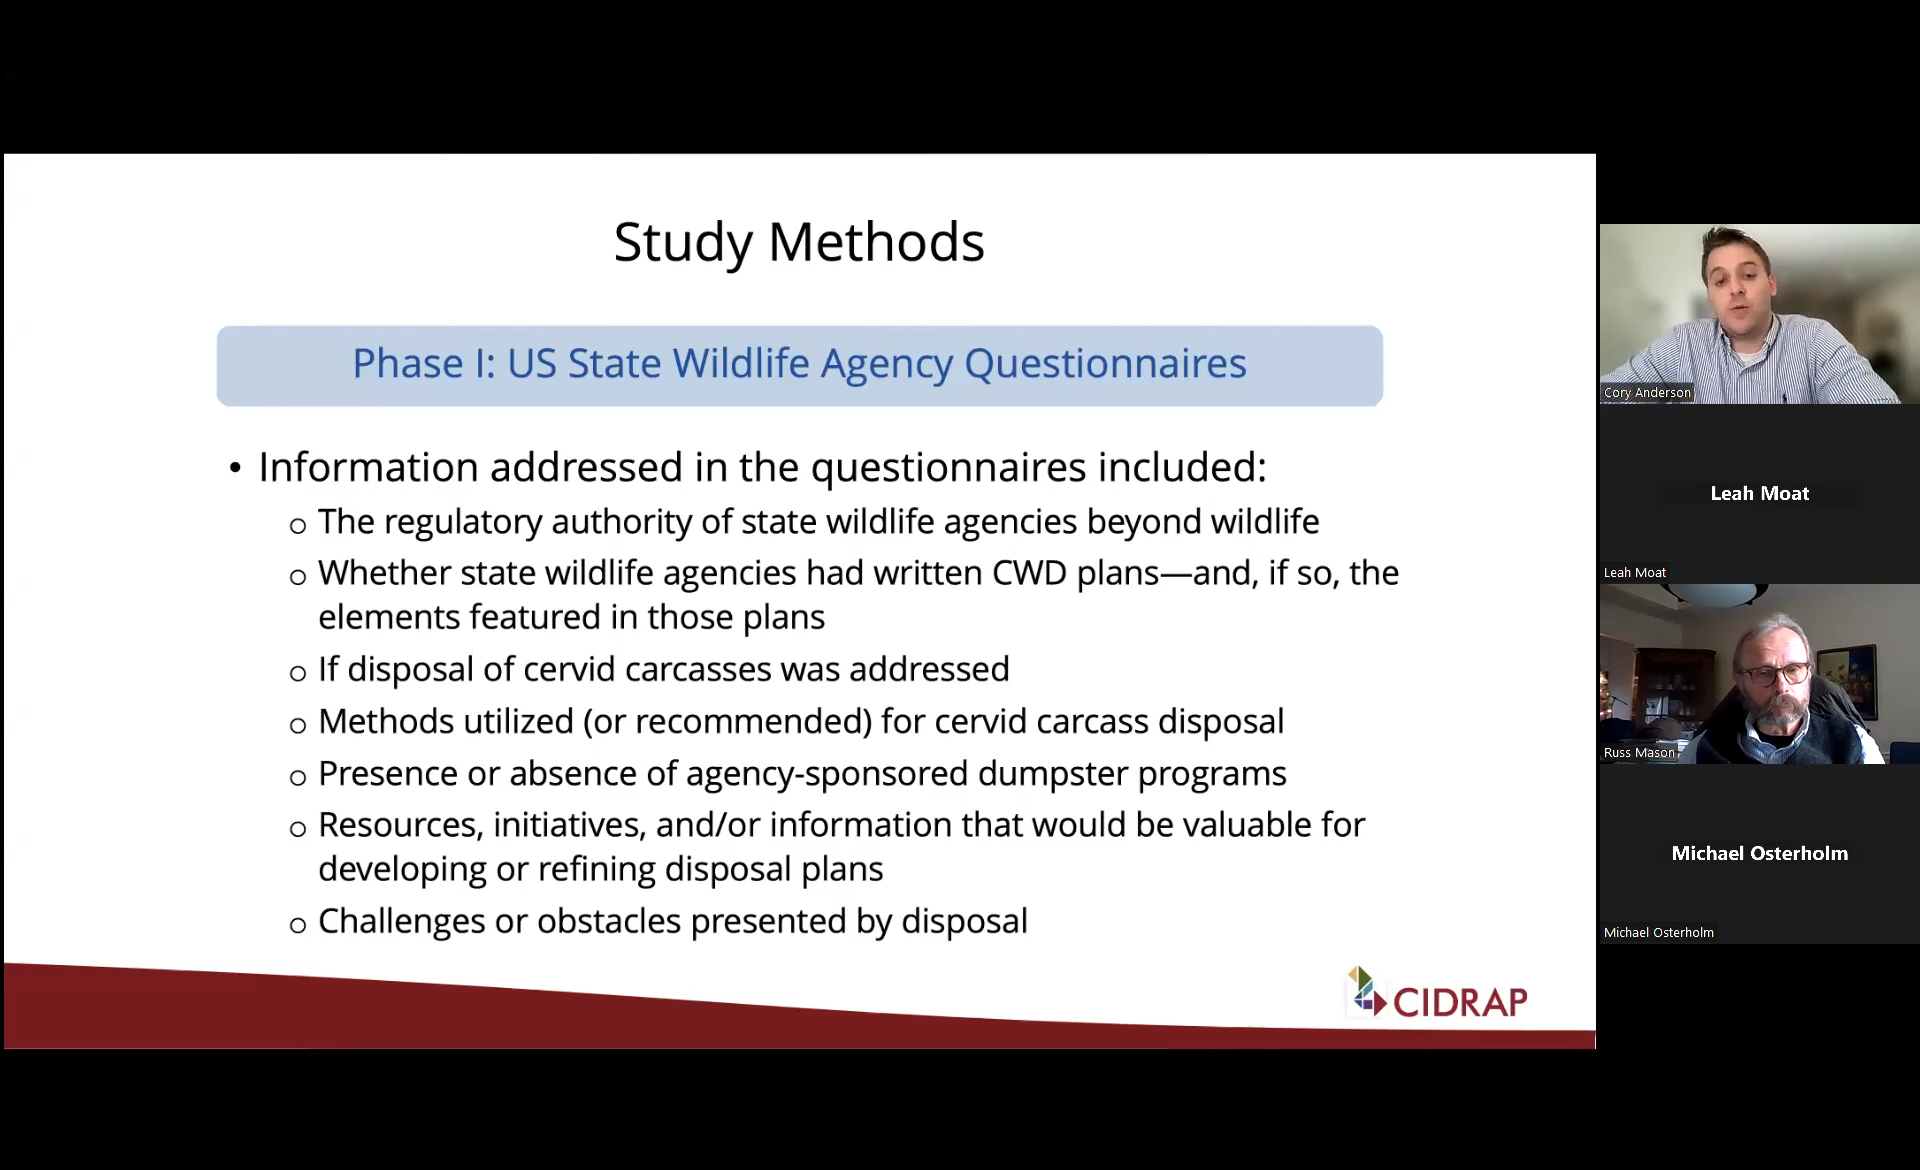 Study Methods
Phase I: US State Wildlife Agency Questionnaires
• Information addressed in the questionnaires included:
o The regulatory authority of state wildlife agencies beyond wildlife
o Whether state wildlife agencies had written CWD plans—and, if so, the
elements featured in those plans
o If disposal of cervid carcasses was addressed
o Methods utilized (or recommended) for cervid carcass disposal
o Presence or absence of agency-sponsored dumpster programs
o Resources, initiatives, and/or information that would be valuable for
developing or refining disposal plans
o Challenges or obstacles presented by disposal
CIDRAP
Cory Anderson
Leah Moat
Leah Moat
Russ Mason
Michael Osterholm
Michael Osterholm